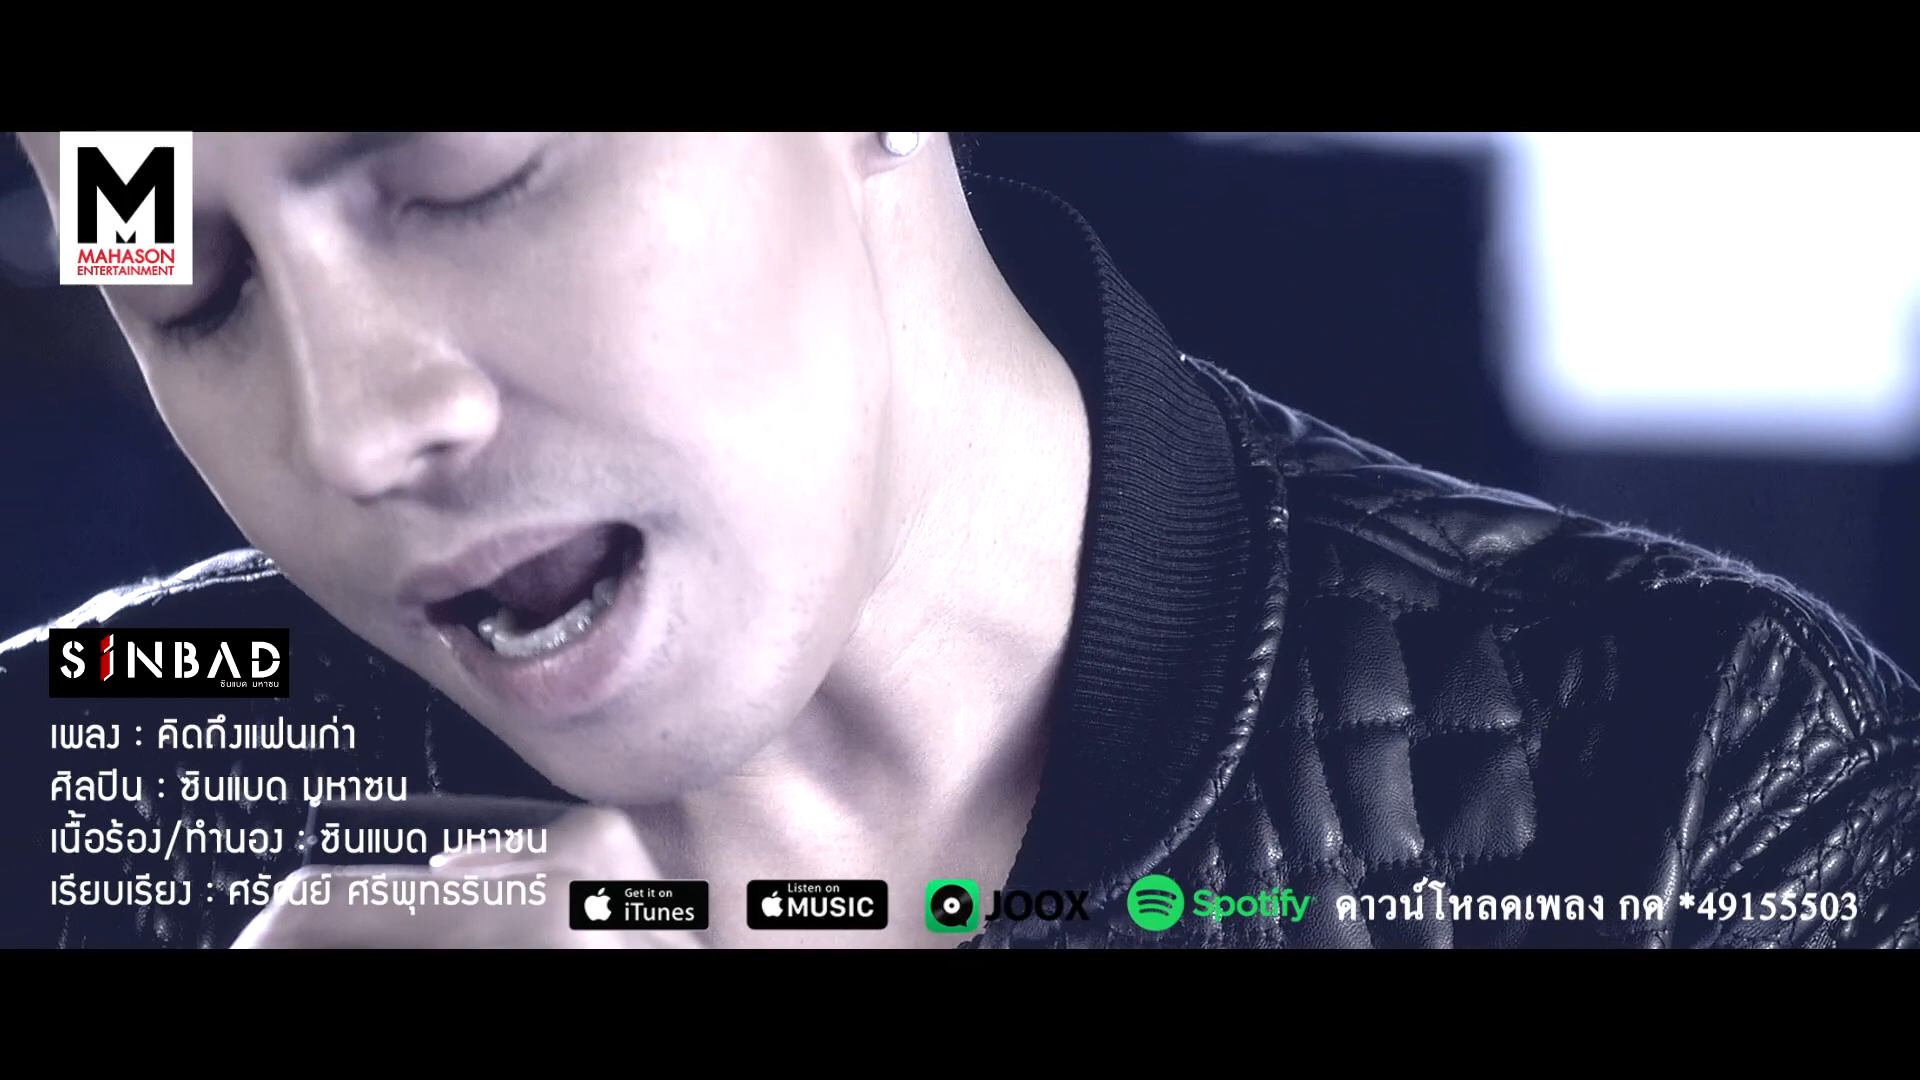 M
MAHASON
ENTERTAINMENT
SINBAD
ซินแบด มหาซน
เพลง : คิดถึงแฟนเก่า
ศิลปิน : ซินแบด มหาซน
เนื้อร้อง/ทำนอง : ซินแบด มหาซน
เรียบเรียง : ศรัณย์ ศรีพุทธรินทร์
Get it on
iTunes
Listen on
MUSIC
JOOX
Spotify
ดาวน์โหลดเพลง กด *49155503